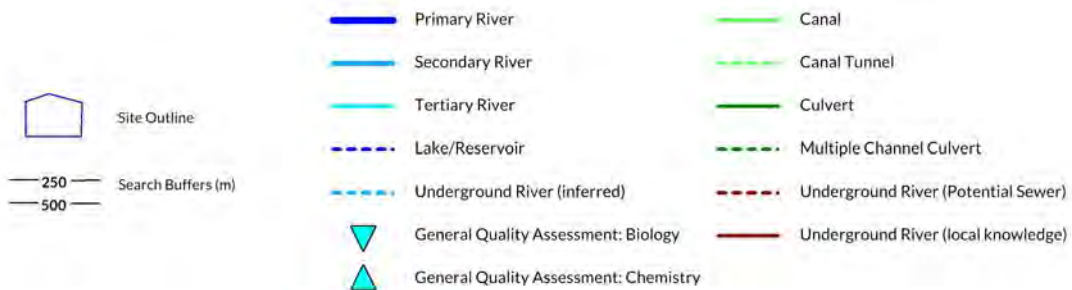 Site Outline
250
500
Search Buffers (m)
Primary River
Secondary River
Tertiary River
Lake/Reservoir
Underground River (inferred)
General Quality Assessment: Biology
General Quality Assessment: Chemistry
Canal
Canal Tunnel
Culvert
Multiple Channel Culvert
Underground River (Potential Sewer)
Underground River (local knowledge)